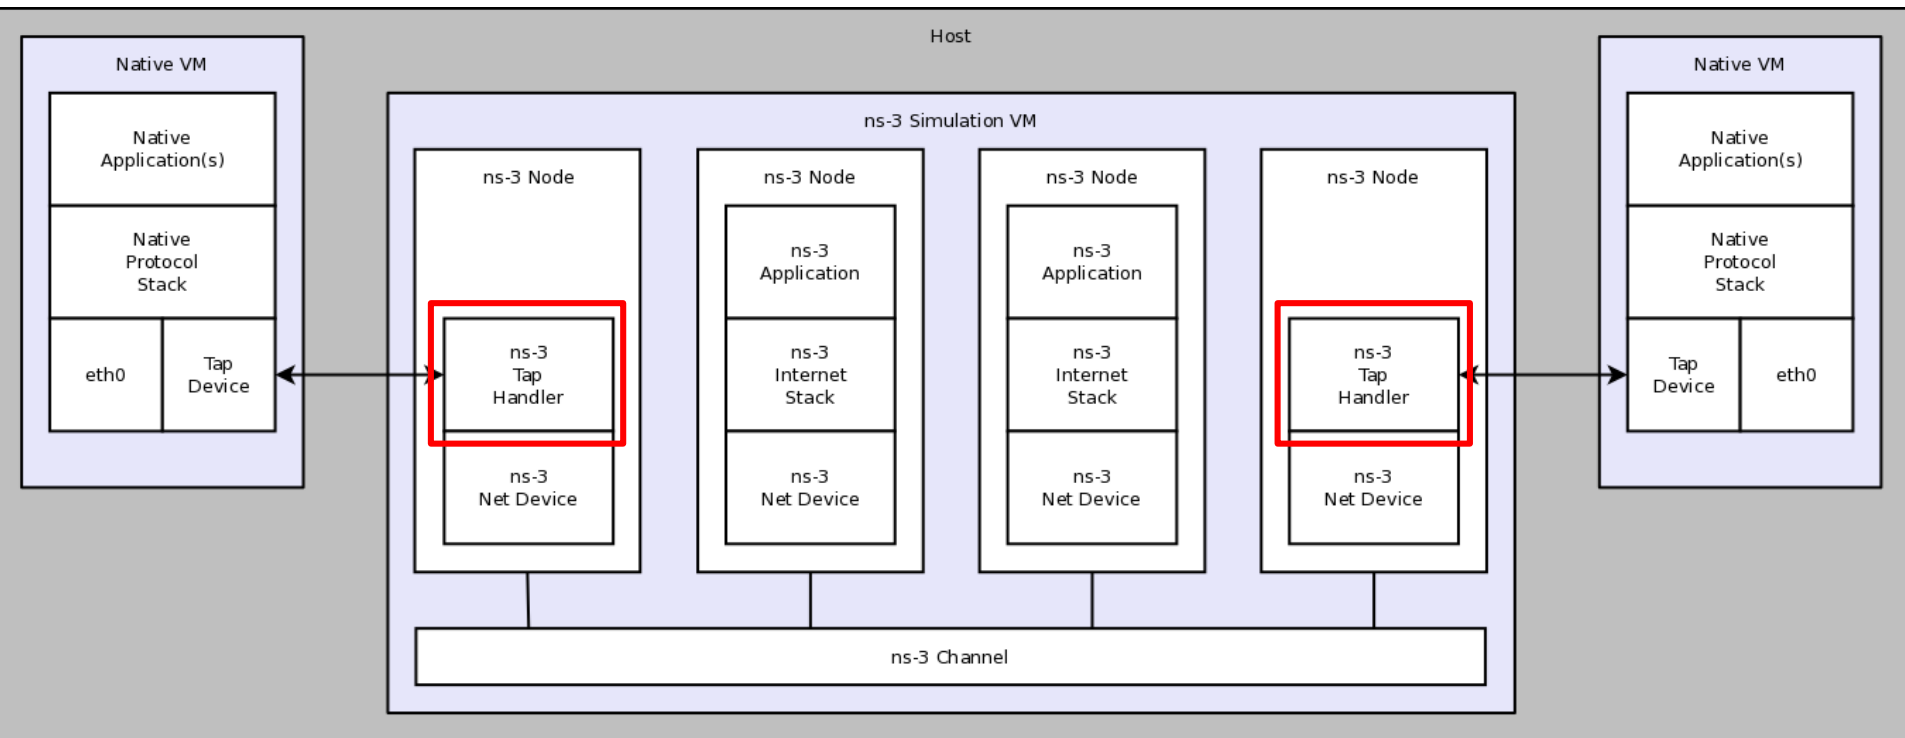 Host
Native VM
Native
Application(s)
Native
Protocol
Stack
eth0
Tap
Device
ns-3 Simulation VM
ns-3 Node
ns-3
Tap
Handler
ns-3
Net Device
ns-3 Node
ns-3
Application
ns-3
Internet
Stack
ns-3
Net Device
ns-3 Node
ns-3
Application
ns-3
Internet
Stack
ns-3
Net Device
ns-3 Node
ns-3
Tap
Handler
ns-3
Net Device
ns-3 Channel
Native VM
Native
Application(s)
Native
Protocol
Stack
Tap
Device
eth0